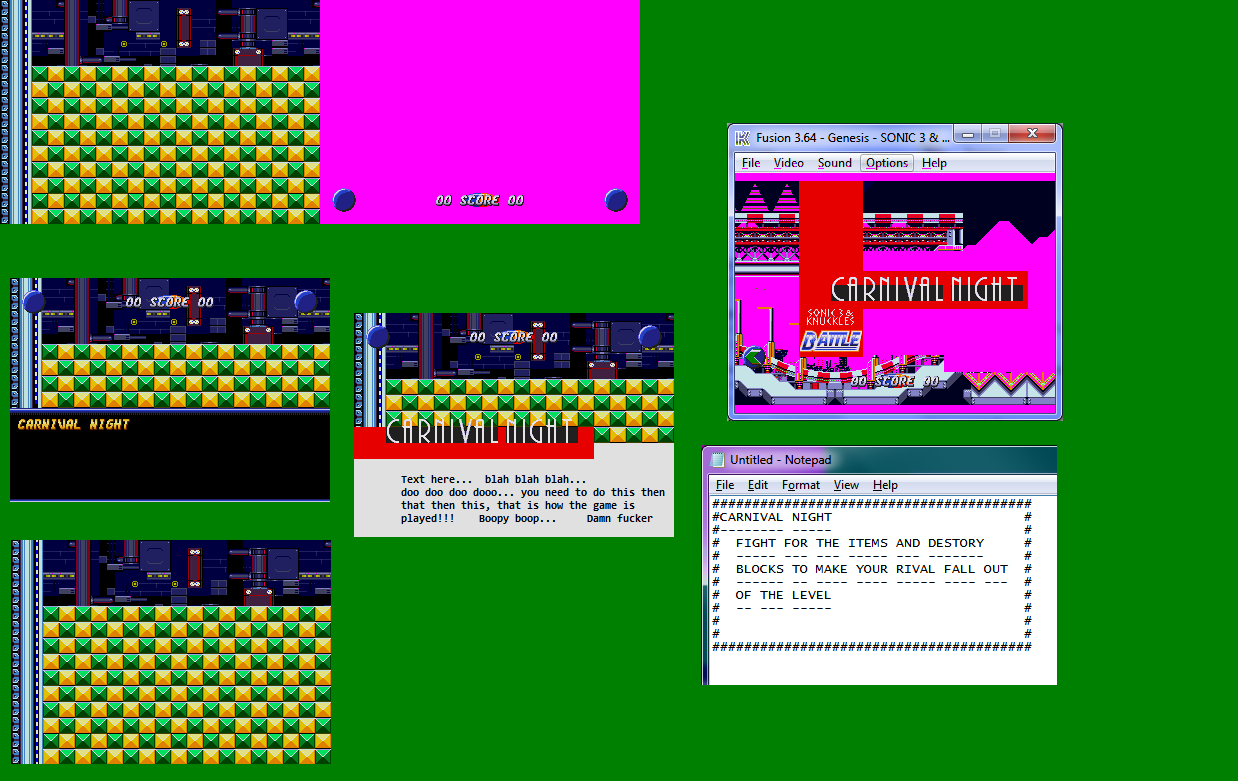 00 SCORE 00
Fusion 3.64 - Genesis - SONIC 3 & ...
File Video Sound Options Help
CARNIVAL NIGHT
SONIC 3 &
KNUCKLES
BATTLE
00 SCORE 00
00 SCORE 00
CARNIVAL NIGHT
00 SCORE 00
CARNIVAL NIGHT
Text here... blah blah blah...
doo doo doo dooo... you need to do this then
that then this, that is how the game is
played!!! Boopy boop... Damn fucker
Untitled - Notepad
File Edit Format View Help
########################################
#CARNIVAL NIGHT                        #
#-------- -----                        #
#  FIGHT FOR THE ITEMS AND DESTORY     #
#  ----- --- --- ----- --- -------     #
#  BLOCKS TO MAKE YOUR RIVAL FALL OUT  #
#  ------ -- ---- ---- ----- ---- ---  #
#  OF THE LEVEL                        #
#  -- --- -----                        #
#                                      #
#                                      #
########################################